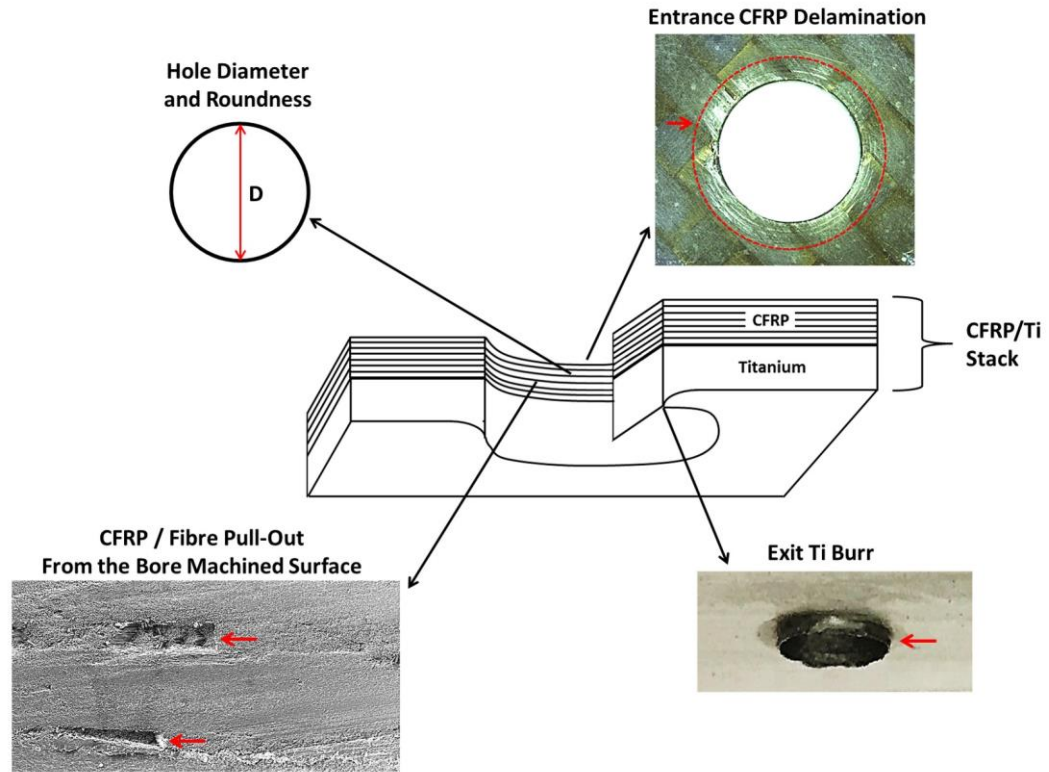 Entrance CFRP Delamination
Hole Diameter
and Roundness
D
CFRP
Titanium
CFRP/Ti
Stack
CFRP / Fibre Pull-Out
From the Bore Machined Surface
Exit Ti Burr